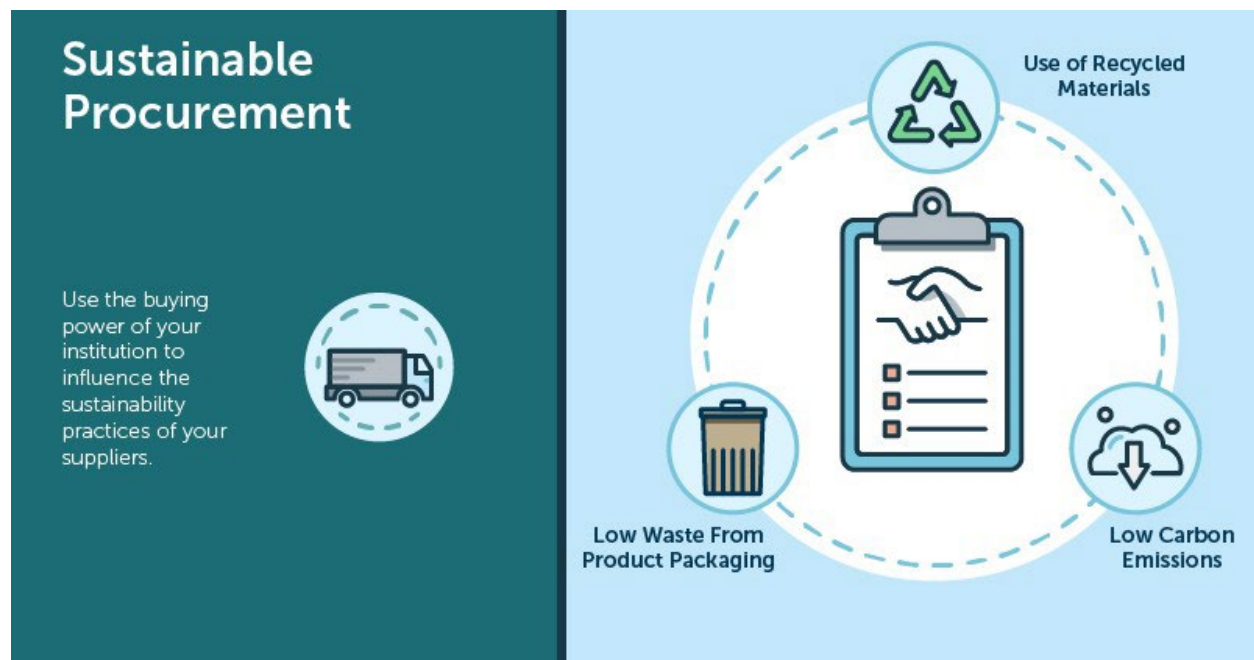 Sustainable
Procurement
Use the buying
power of your
institution to
influence the
sustainability
practices of your
suppliers.
Use of Recycled
Materials
Low Waste From
Product Packaging
Low Carbon
Emissions